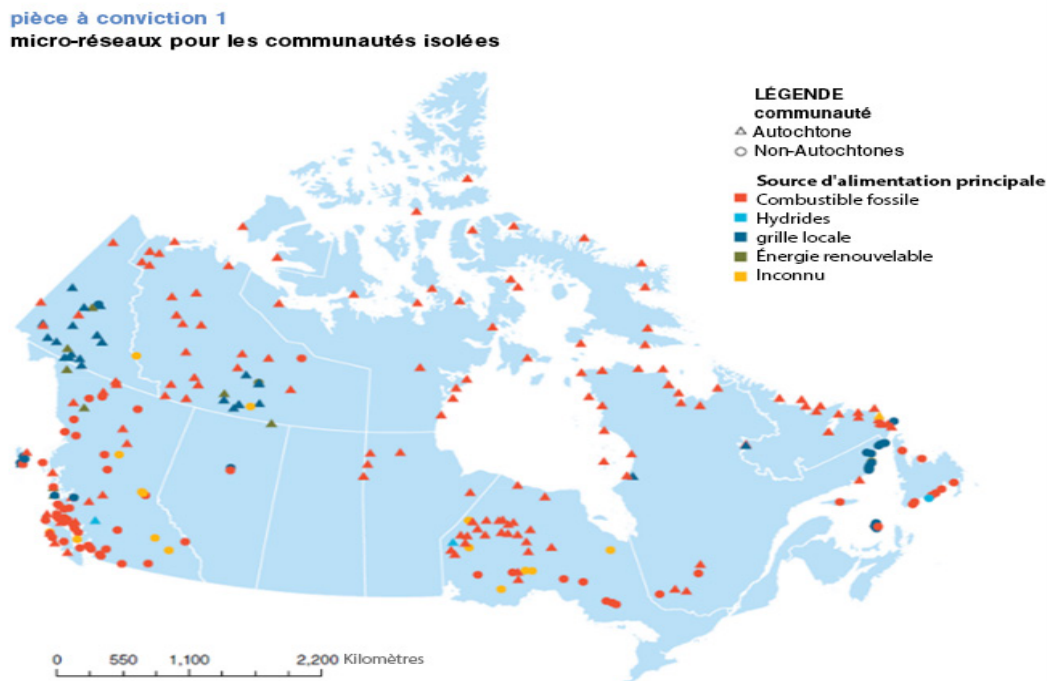 pièce à conviction 1
micro-réseaux pour les communautés isolées
LÉGENDE
communauté
Autochtone
Non-Autochtones
Source d'alimentation principale
Combustible fossile
Hydrides
grille locale
Énergie renouvelable
Inconnu
0 550 1,100 2,200 Kilomètres